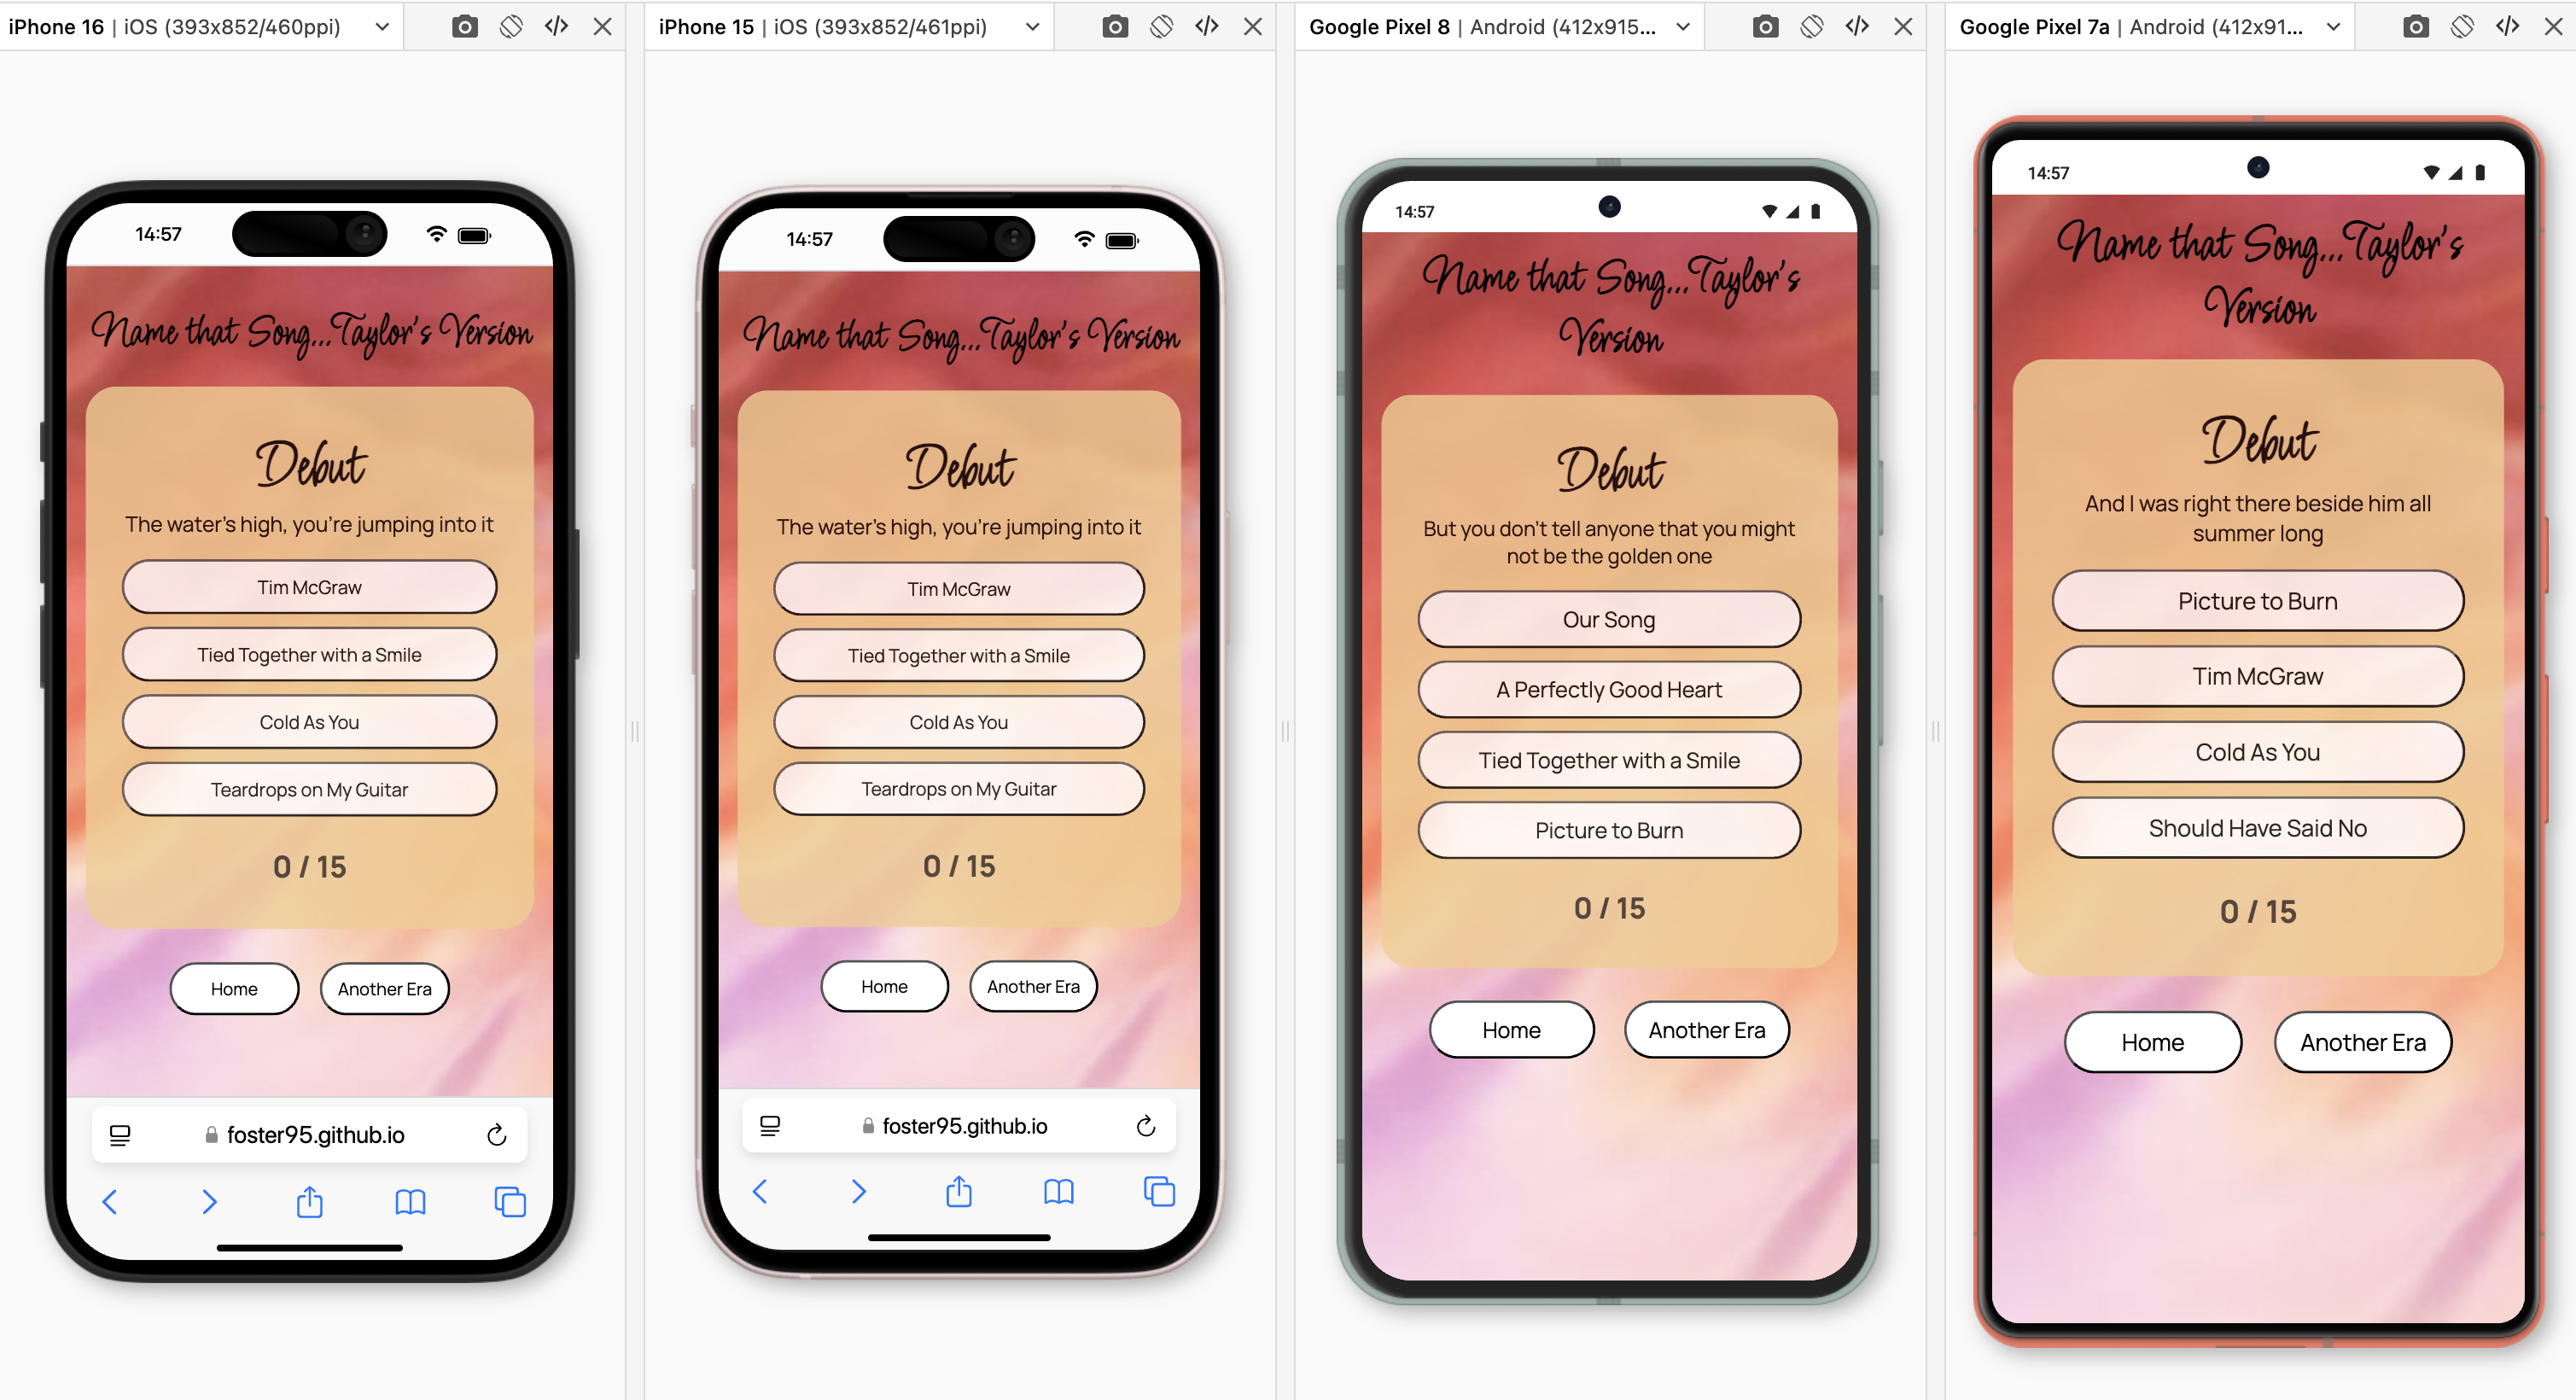 iPhone 16 | iOS (393x852/460ppi)
14:57
Name that Song...Taylor's Version
Debut
The water's high, you're jumping into it
Tim McGraw
Tied Together with a Smile
Cold As You
Teardrops on My Guitar
0 / 15
Home
Another Era
foster95.github.io
iPhone 15 | iOS (393x852/461ppi)
14:57
Name that Song...Taylor's Version
Debut
The water's high, you're jumping into it
Tim McGraw
Tied Together with a Smile
Cold As You
Teardrops on My Guitar
0 / 15
Home
Another Era
foster95.github.io
Google Pixel 8 | Android (412x915...
14:57
Name that Song...Taylor's
Version
Debut
But you don't tell anyone that you might
not be the golden one
Our Song
A Perfectly Good Heart
Tied Together with a Smile
Picture to Burn
0 / 15
Home
Another Era
Google Pixel 7a | Android (412x91...
14:57
Name that Song...Taylor's
Version
Debut
And I was right there beside him all
summer long
Picture to Burn
Tim McGraw
Cold As You
Should Have Said No
0 / 15
Home
Another Era